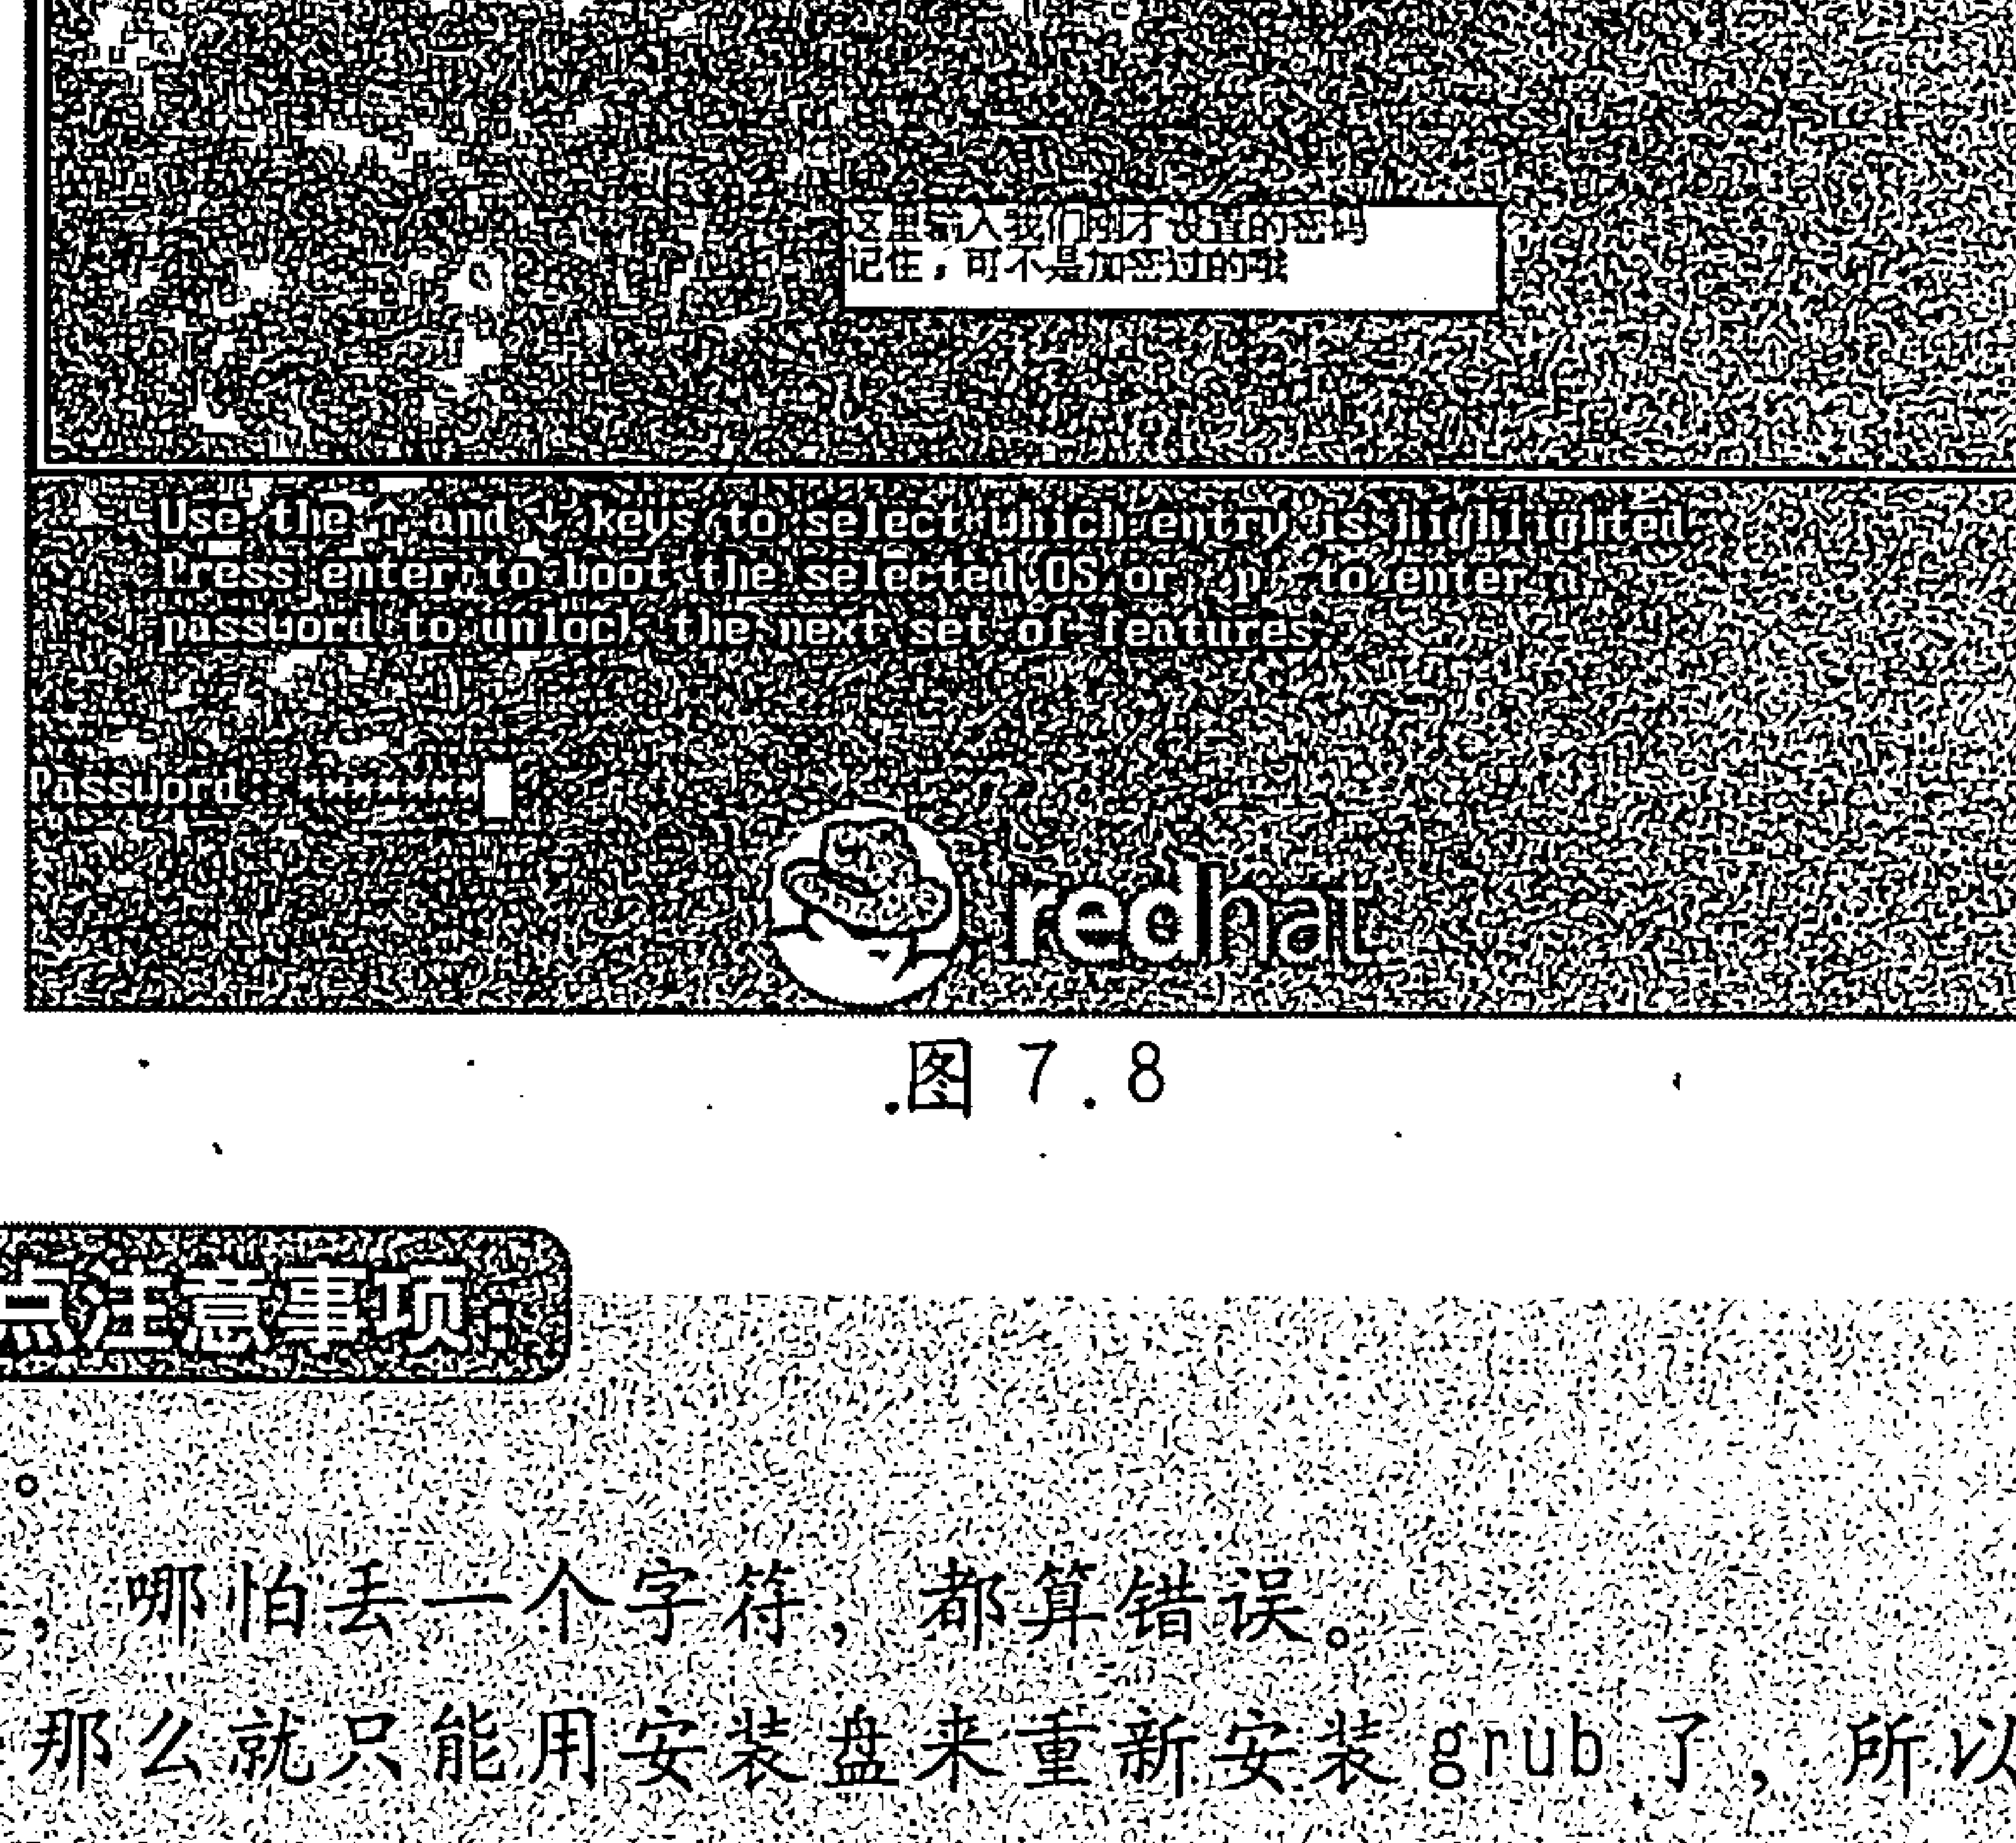 这里输入我们刚才设置的密码
记住，可不是加密过的哦
Use the ↑ and ↓ keys to select which entry is highlighted.
Press enter to boot the selected OS or 'p' to enter a
password to unlock the next set of features.
Password: *******
redhat
图 7.8
点注意事项：
。
，哪怕丢一个字符，都算错误。
那么就只能用安装盘来重新安装 grub 了，所以